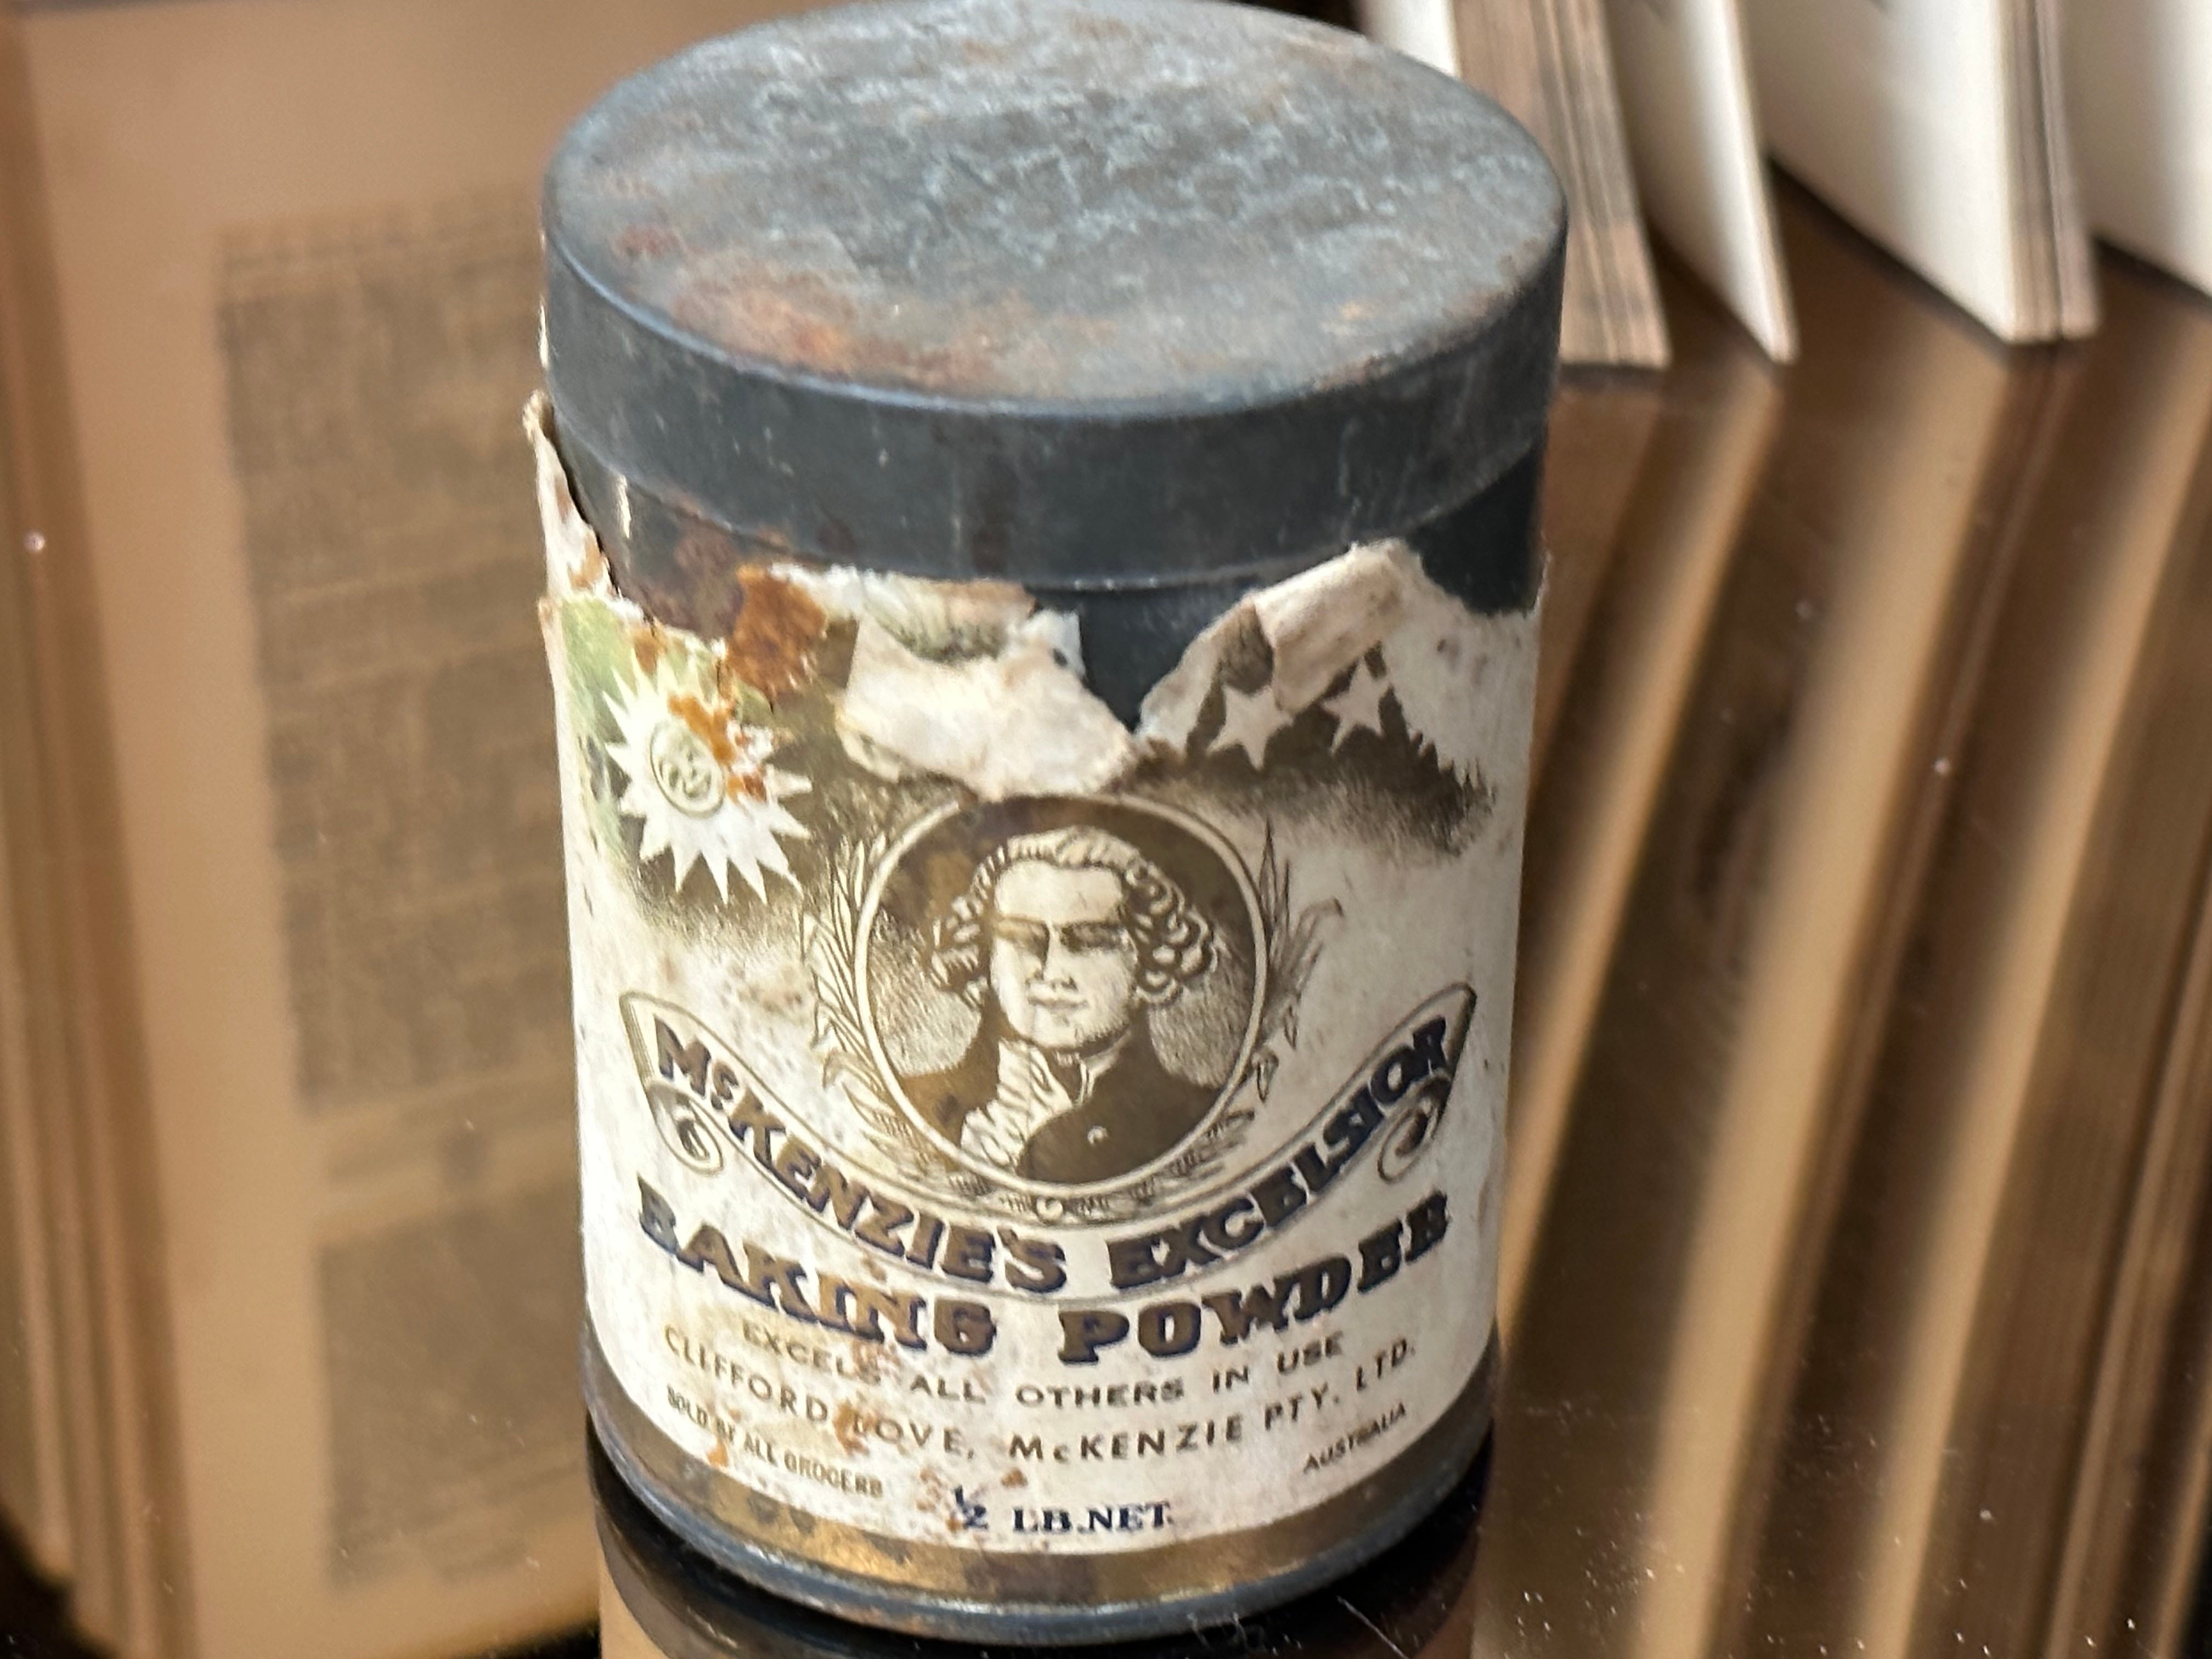 McKENZIE'S EXCELSIOR
BAKING POWDER
EXCELS ALL OTHERS IN USE
CLIFFORD LOVE, McKENZIE PTY. LTD.
SOLD BY ALL GROCERS
AUSTRALIA
½ LB. NET.